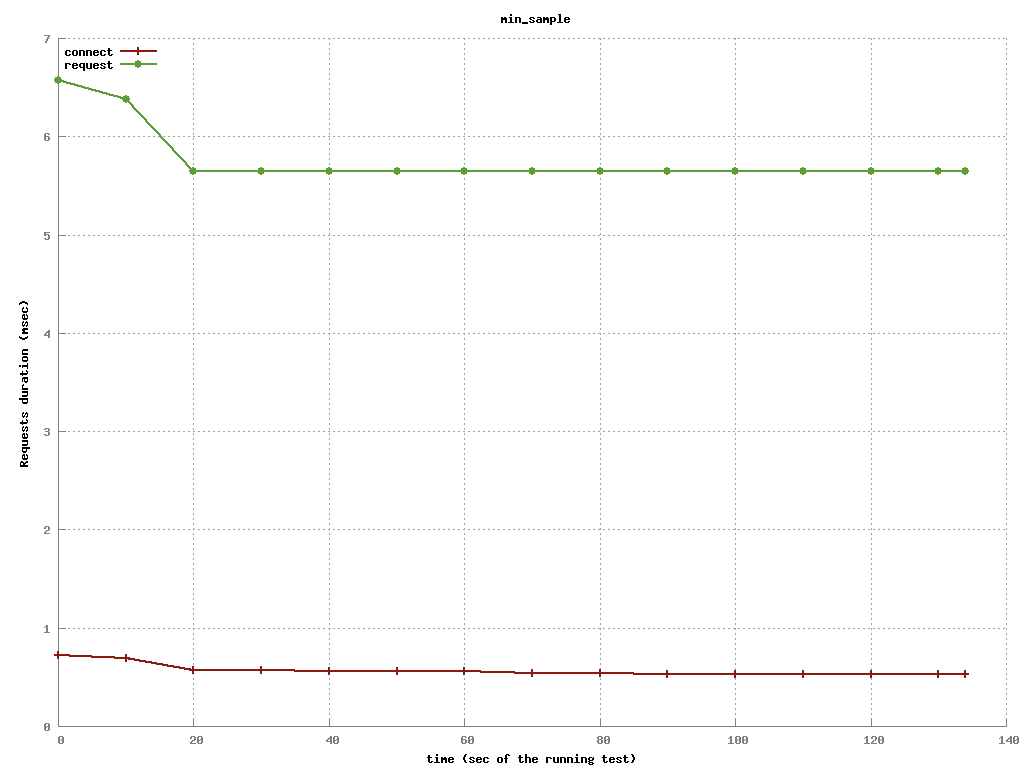 min_sample
connect
request
7
6
5
4
3
2
1
0
Requests duration (msec)
0 20 40 60 80 100 120 140
time (sec of the running test)